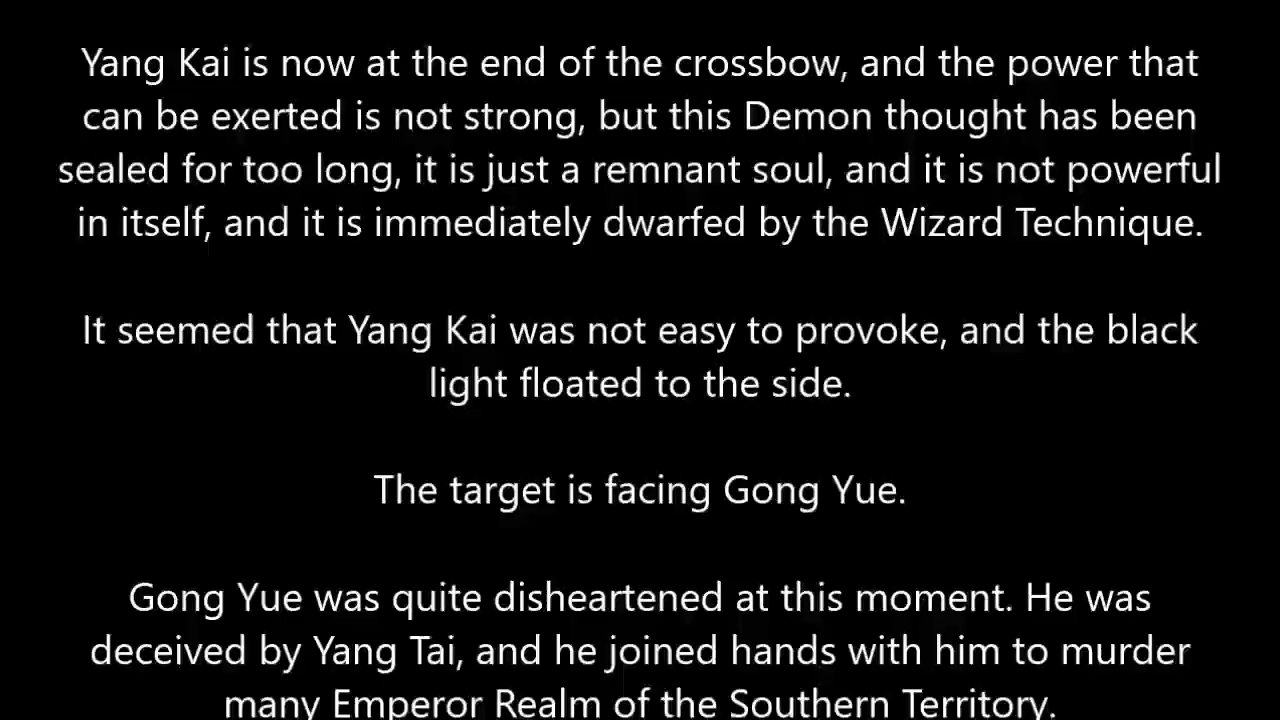 Yang Kai is now at the end of the crossbow, and the power that
can be exerted is not strong, but this Demon thought has been
sealed for too long, it is just a remnant soul, and it is not powerful
in itself, and it is immediately dwarfed by the Wizard Technique.
It seemed that Yang Kai was not easy to provoke, and the black
light floated to the side.
The target is facing Gong Yue.
Gong Yue was quite disheartened at this moment. He was
deceived by Yang Tai, and he joined hands with him to murder
many Emperor Realm of the Southern Territory.